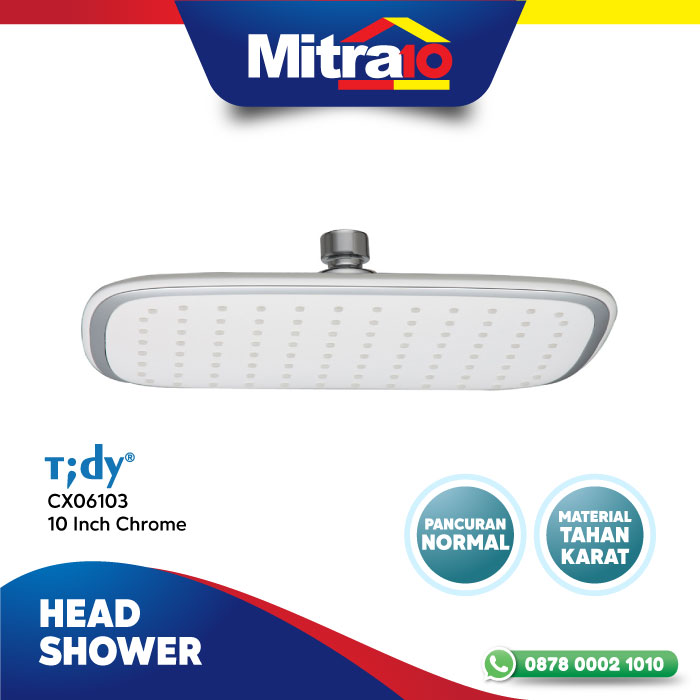 Mitra10
T;dy®
CX06103
10 Inch Chrome
PANCURAN
NORMAL
MATERIAL
TAHAN
KARAT
HEAD
SHOWER
0878 0002 1010